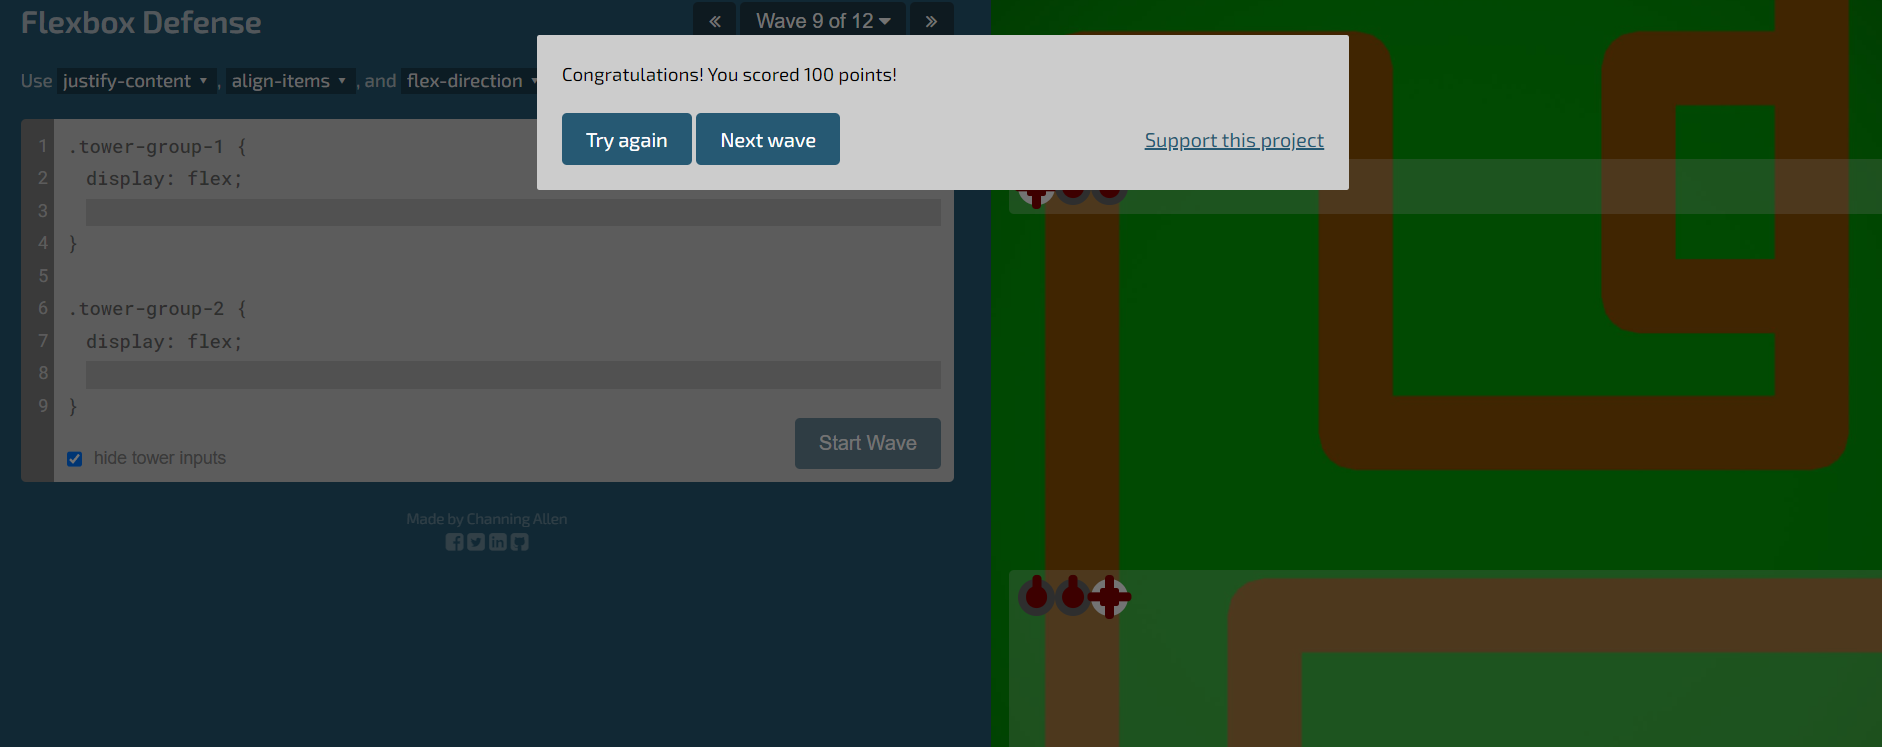 Flexbox Defense
« Wave 9 of 12 »
Congratulations! You scored 100 points!
Use justify-content , align-items , and flex-direction
Try again Next wave Support this project
1 .tower-group-1 {
2 display: flex;
3
4 }
5
6 .tower-group-2 {
7 display: flex;
8
9 }
hide tower inputs
Start Wave
Made by Channing Allen